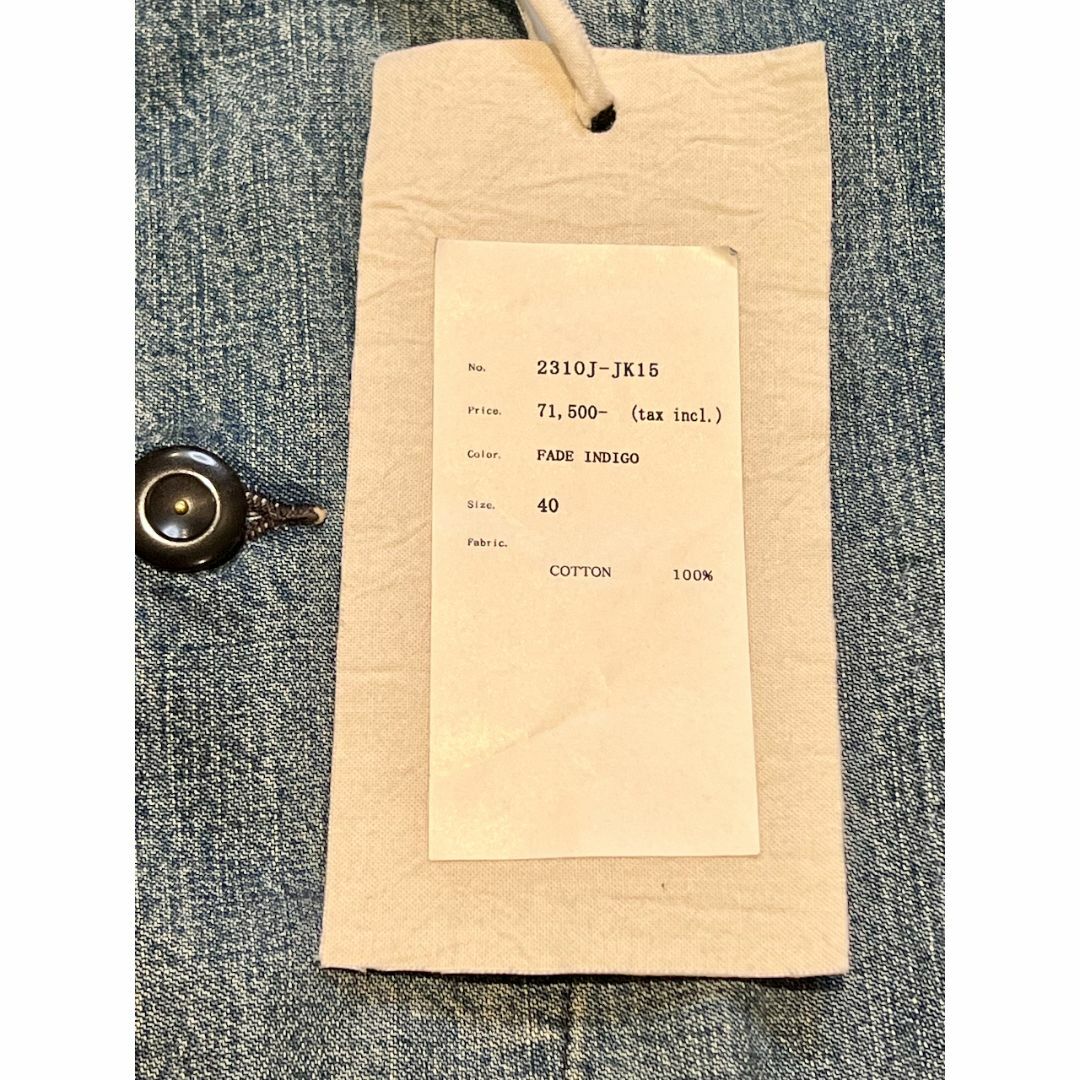 No. 2310J-JK15
Price. 71,500- (tax incl.)
Color. FADE INDIGO
Size. 40
Fabric.
COTTON 100%